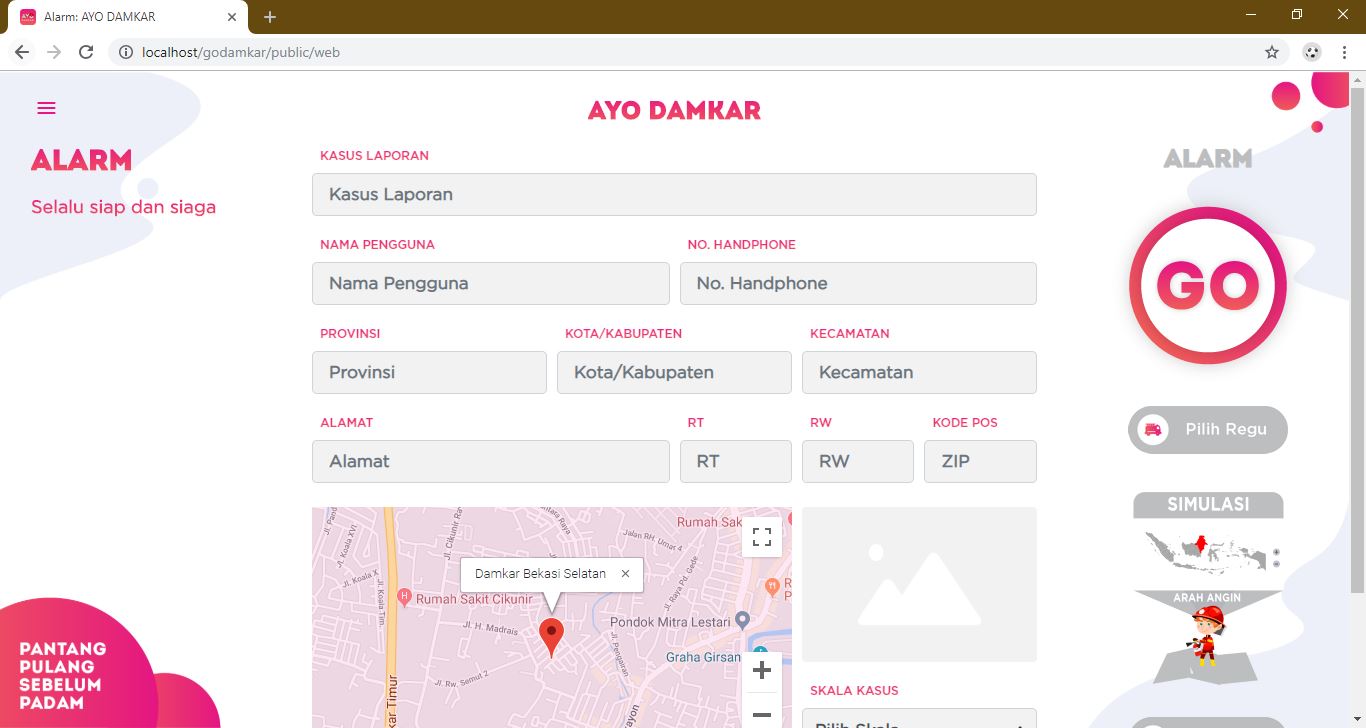 Alarm: AYO DAMKAR
localhost/godamkar/public/web
AYO DAMKAR
ALARM
Selalu siap dan siaga
KASUS LAPORAN
Kasus Laporan
NAMA PENGGUNA
NO. HANDPHONE
Nama Pengguna
No. Handphone
PROVINSI
KOTA/KABUPATEN
KECAMATAN
Provinsi
Kota/Kabupaten
Kecamatan
ALAMAT
RT
RW
KODE POS
Alamat
RT
RW
ZIP
Rumah Sak
Jalan RH. Umar 4
Jl. Cikunir Raya
Jl. Koala XVI
Jl. Koala X
Damkar Bekasi Selatan
Jl. Raya Pd. Gede
Rumah Sakit Cikunir
Jl. H. Madrais
Pondok Mitra Lestari
Graha Girsan
Jl. Pengairan
Jl. Rw. Semut 2
kar Timur
SKALA KASUS
Pilih Skala
ALARM
GO
Pilih Regu
SIMULASI
ARAH ANGIN
PANTANG
PULANG
SEBELUM
PADAM